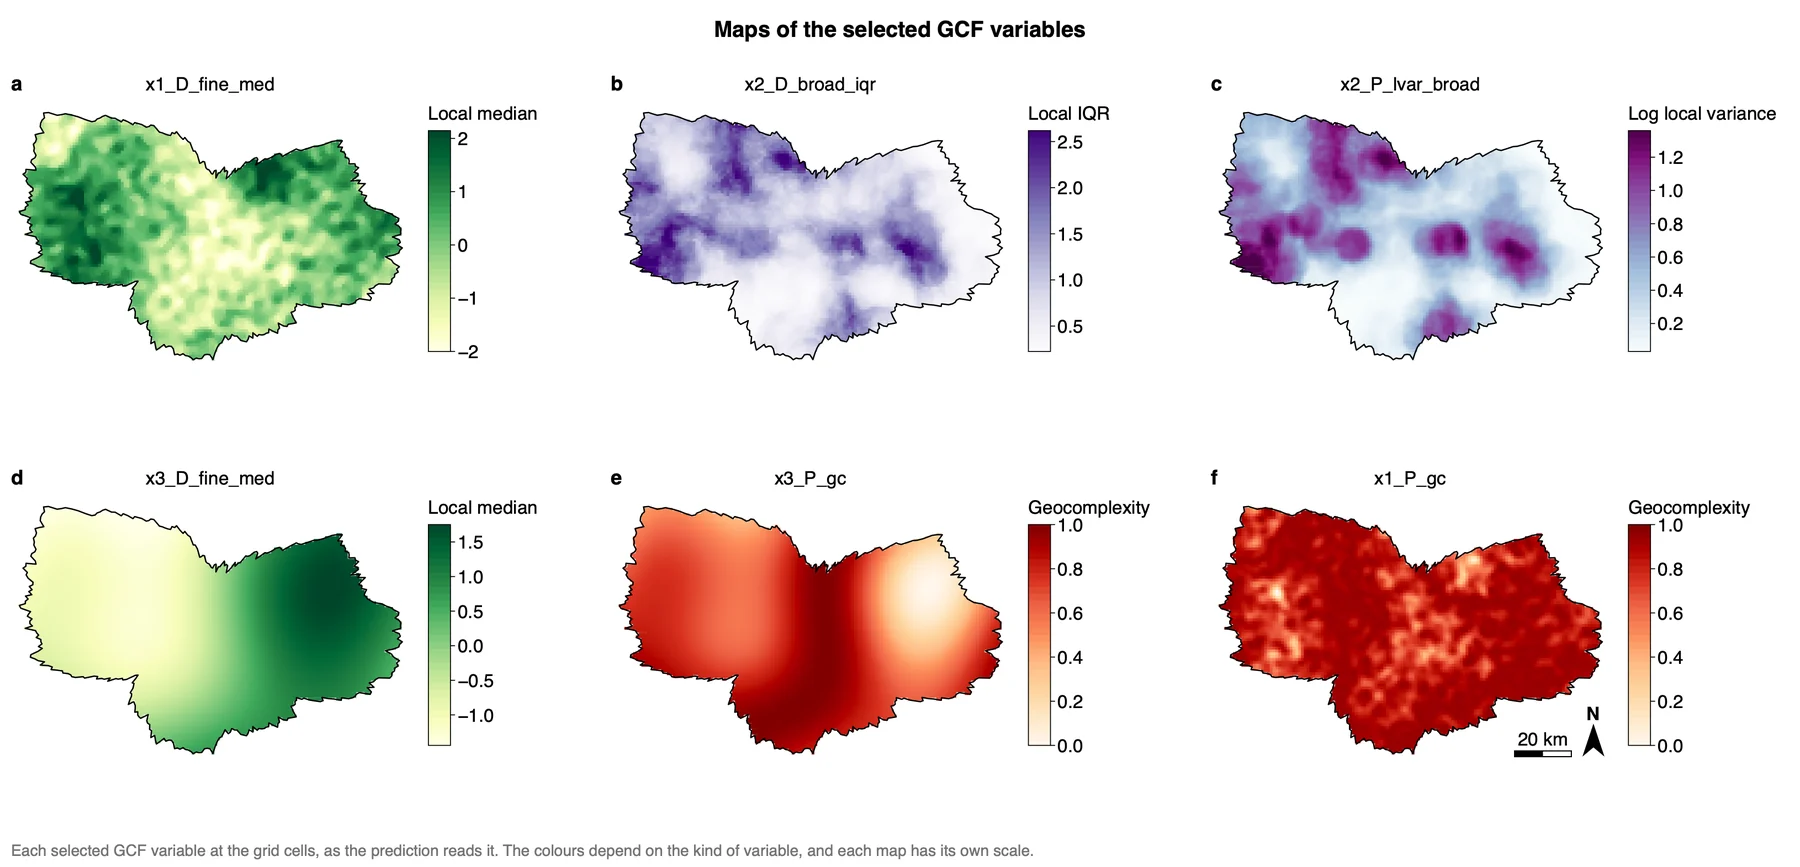 Maps of the selected GCF variables
a x1_D_fine_med
Local median
2
1
0
−1
−2
b x2_D_broad_iqr
Local IQR
2.5
2.0
1.5
1.0
0.5
c x2_P_lvar_broad
Log local variance
1.2
1.0
0.8
0.6
0.4
0.2
d x3_D_fine_med
Local median
1.5
1.0
0.5
0.0
−0.5
−1.0
e x3_P_gc
Geocomplexity
1.0
0.8
0.6
0.4
0.2
0.0
f x1_P_gc
Geocomplexity
1.0
0.8
0.6
0.4
0.2
0.0
N
20 km
Each selected GCF variable at the grid cells, as the prediction reads it. The colours depend on the kind of variable, and each map has its own scale.